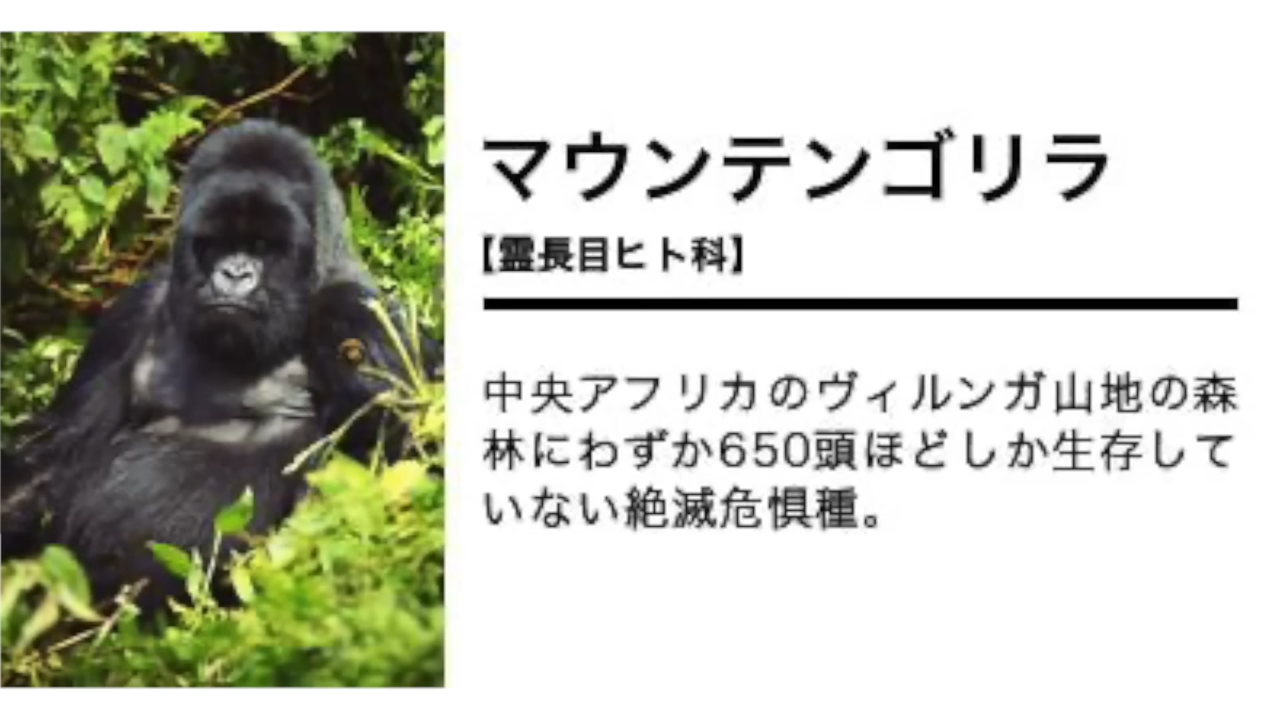 マウンテンゴリラ
【霊長目ヒト科】
中央アフリカのヴィルンガ山地の森
林にわずか650頭ほどしか生存して
いない絶滅危惧種。